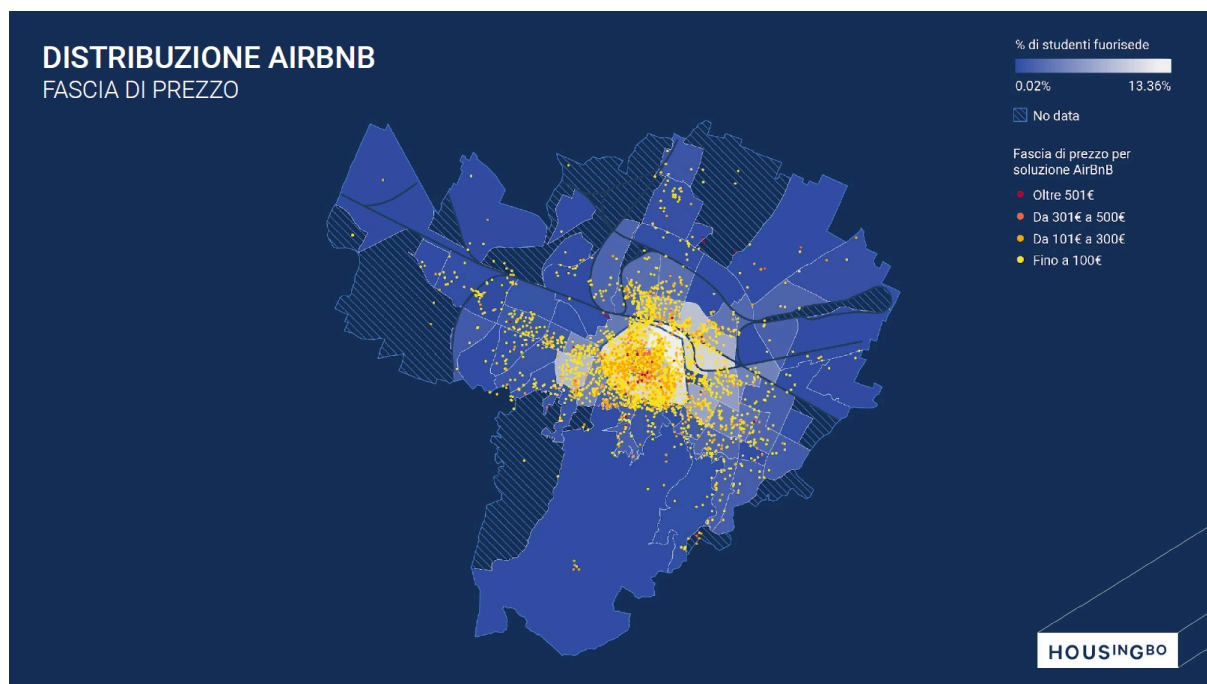 DISTRIBUZIONE AIRBNB
FASCIA DI PREZZO
% di studenti fuorisede
0.02% 13.36%
No data
Fascia di prezzo per
soluzione AirBnB
Oltre 501€
Da 301€ a 500€
Da 101€ a 300€
Fino a 100€
HOUSINGBO